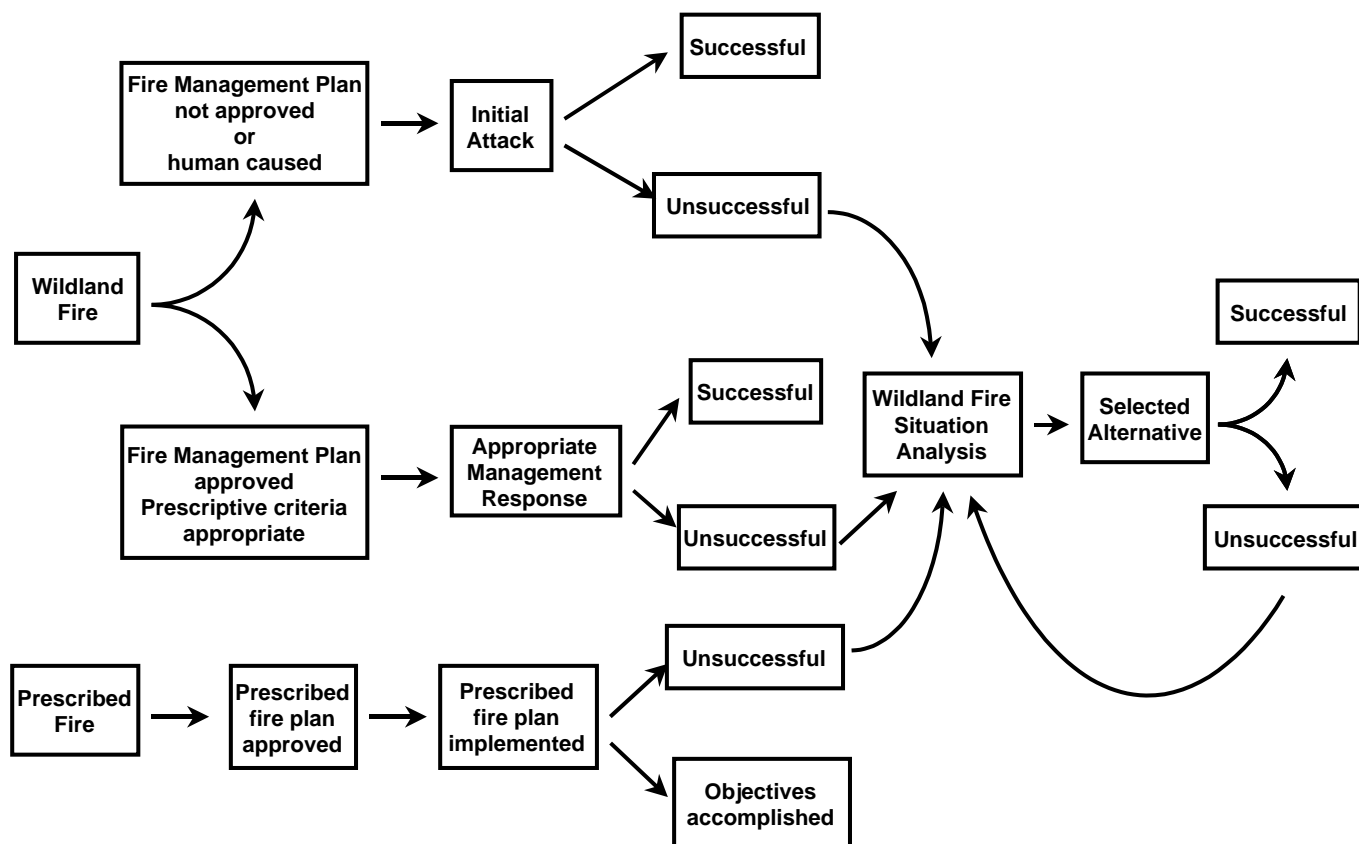 Successful
Fire Management Plan
not approved
or
human caused
Initial
Attack
Unsuccessful
Wildland
Fire
Successful
Successful
Fire Management Plan
approved
Prescriptive criteria
appropriate
Appropriate
Management
Response
Wildland Fire
Situation
Analysis
Selected
Alternative
Unsuccessful
Unsuccessful
Unsuccessful
Prescribed
Fire
Prescribed
fire plan
approved
Prescribed
fire plan
implemented
Objectives
accomplished